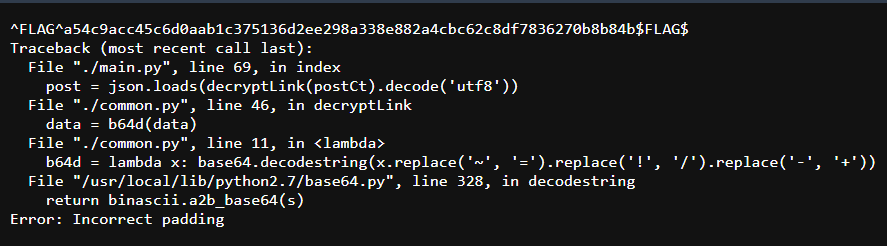 ^FLAG^a54c9acc45c6d0aab1c375136d2ee298a338e882a4cbc62c8df7836270b8b84b$FLAG$
Traceback (most recent call last):
  File "./main.py", line 69, in index
    post = json.loads(decryptLink(postCt).decode('utf8'))
  File "./common.py", line 46, in decryptLink
    data = b64d(data)
  File "./common.py", line 11, in <lambda>
    b64d = lambda x: base64.decodestring(x.replace('~', '=').replace('!', '/').replace('-', '+'))
  File "/usr/local/lib/python2.7/base64.py", line 328, in decodestring
    return binascii.a2b_base64(s)
Error: Incorrect padding